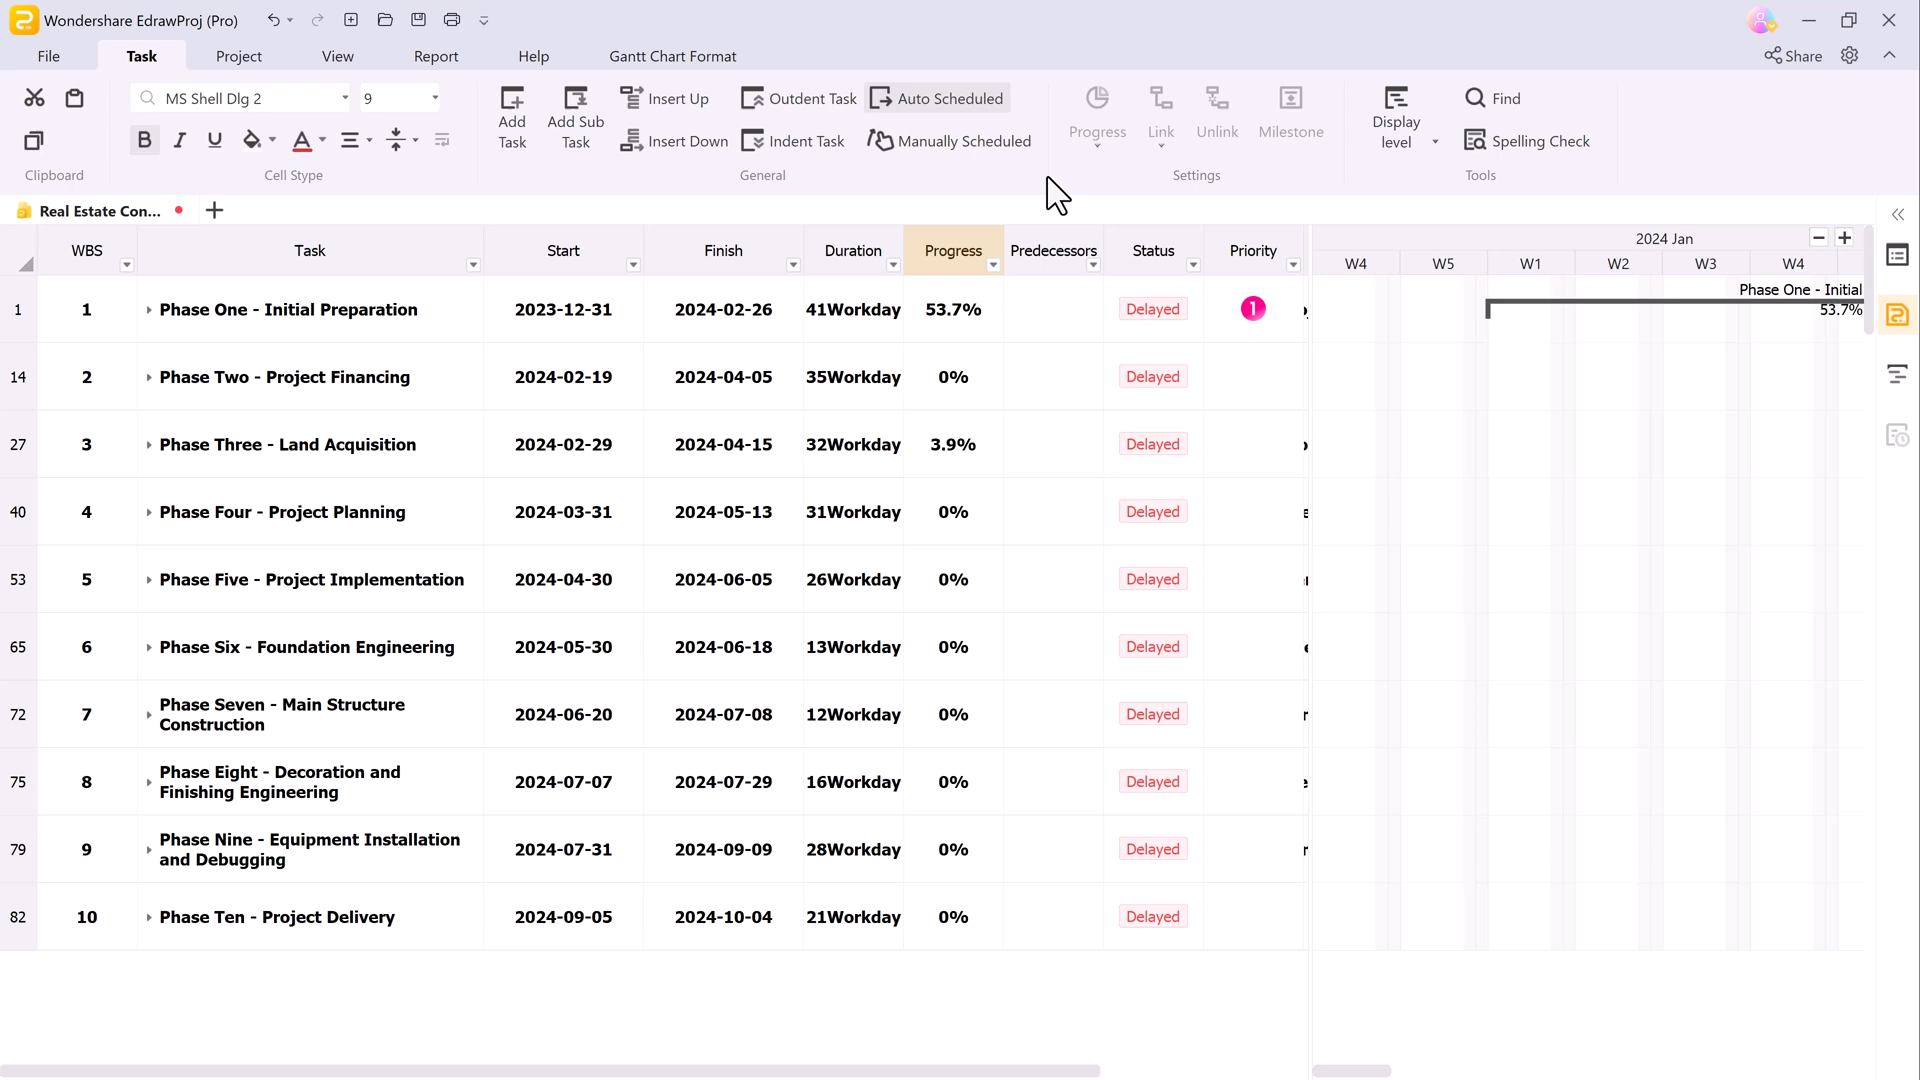 Wondershare EdrawProj (Pro)
File Task Project View Report Help Gantt Chart Format Share
MS Shell Dlg 2 9
Insert Up Outdent Task Auto Scheduled Find
Add Task Add Sub Task Progress Link Unlink Milestone Display level
Insert Down Indent Task Manually Scheduled Spelling Check
Clipboard Cell Stype General Settings Tools
Real Estate Con...
WBS Task Start Finish Duration Progress Predecessors Status Priority 2024 Jan
W4 W5 W1 W2 W3 W4
Phase One - Initial
53.7%
1 1 Phase One - Initial Preparation 2023-12-31 2024-02-26 41Workday 53.7% Delayed 1
14 2 Phase Two - Project Financing 2024-02-19 2024-04-05 35Workday 0% Delayed
27 3 Phase Three - Land Acquisition 2024-02-29 2024-04-15 32Workday 3.9% Delayed
40 4 Phase Four - Project Planning 2024-03-31 2024-05-13 31Workday 0% Delayed
53 5 Phase Five - Project Implementation 2024-04-30 2024-06-05 26Workday 0% Delayed
65 6 Phase Six - Foundation Engineering 2024-05-30 2024-06-18 13Workday 0% Delayed
72 7 Phase Seven - Main Structure
Construction 2024-06-20 2024-07-08 12Workday 0% Delayed
75 8 Phase Eight - Decoration and
Finishing Engineering 2024-07-07 2024-07-29 16Workday 0% Delayed
79 9 Phase Nine - Equipment Installation
and Debugging 2024-07-31 2024-09-09 28Workday 0% Delayed
82 10 Phase Ten - Project Delivery 2024-09-05 2024-10-04 21Workday 0% Delayed